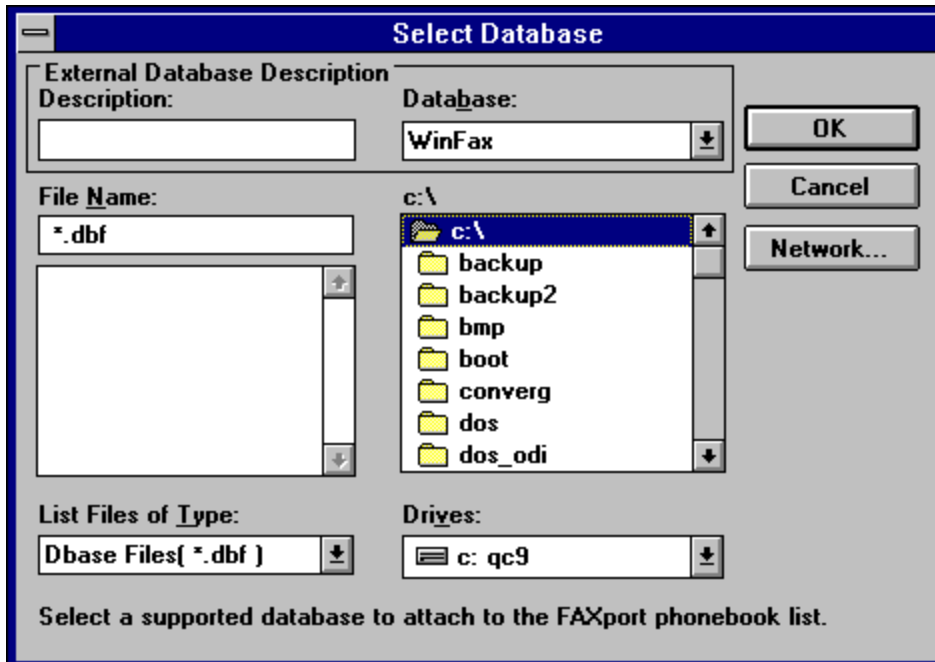 Select Database
External Database Description
Description:
Database:
WinFax
OK
Cancel
Network...
File Name:
*.dbf
c:\
c:\
backup
backup2
bmp
boot
converg
dos
dos_odi
List Files of Type:
Dbase Files( *.dbf )
Drives:
c: qc9
Select a supported database to attach to the FAXport phonebook list.